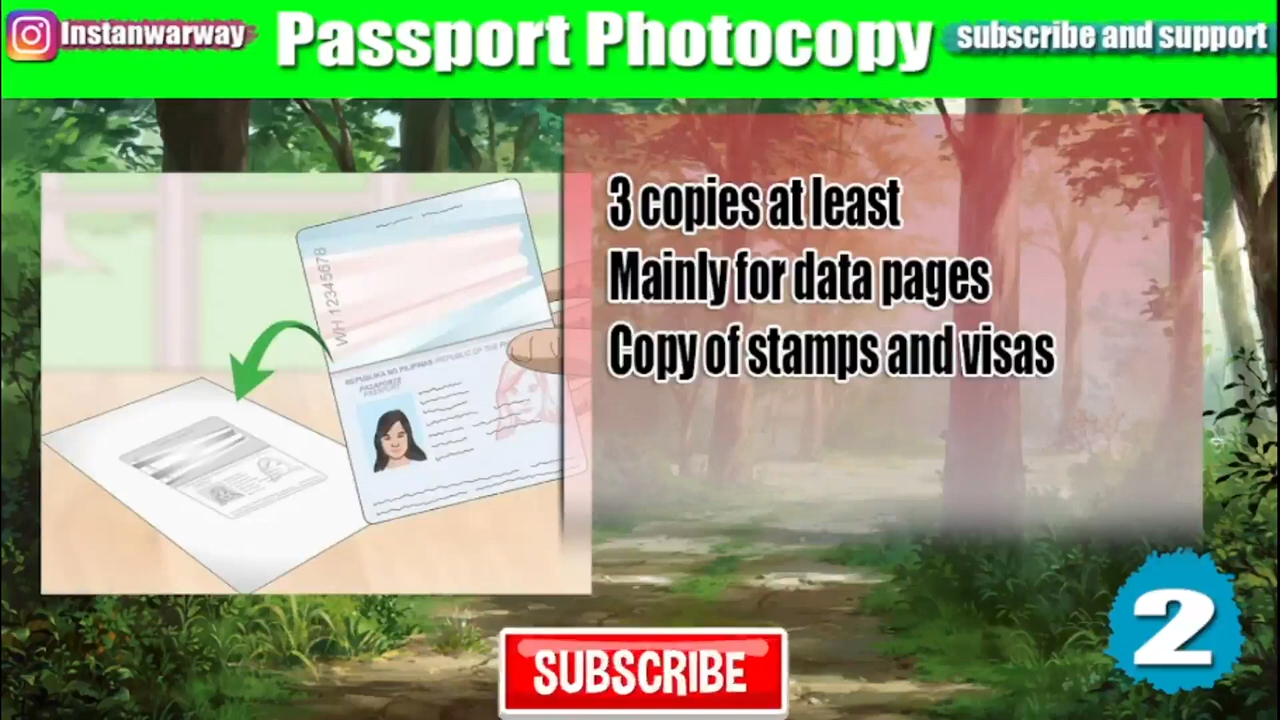 Instanwarway
Passport Photocopy
subscribe and support
3 copies at least
Mainly for data pages
Copy of stamps and visas
WH 12345678
REPUBLIKA NG PILIPINAS
PASAPORTE
PASSPORT
2
SUBSCRIBE